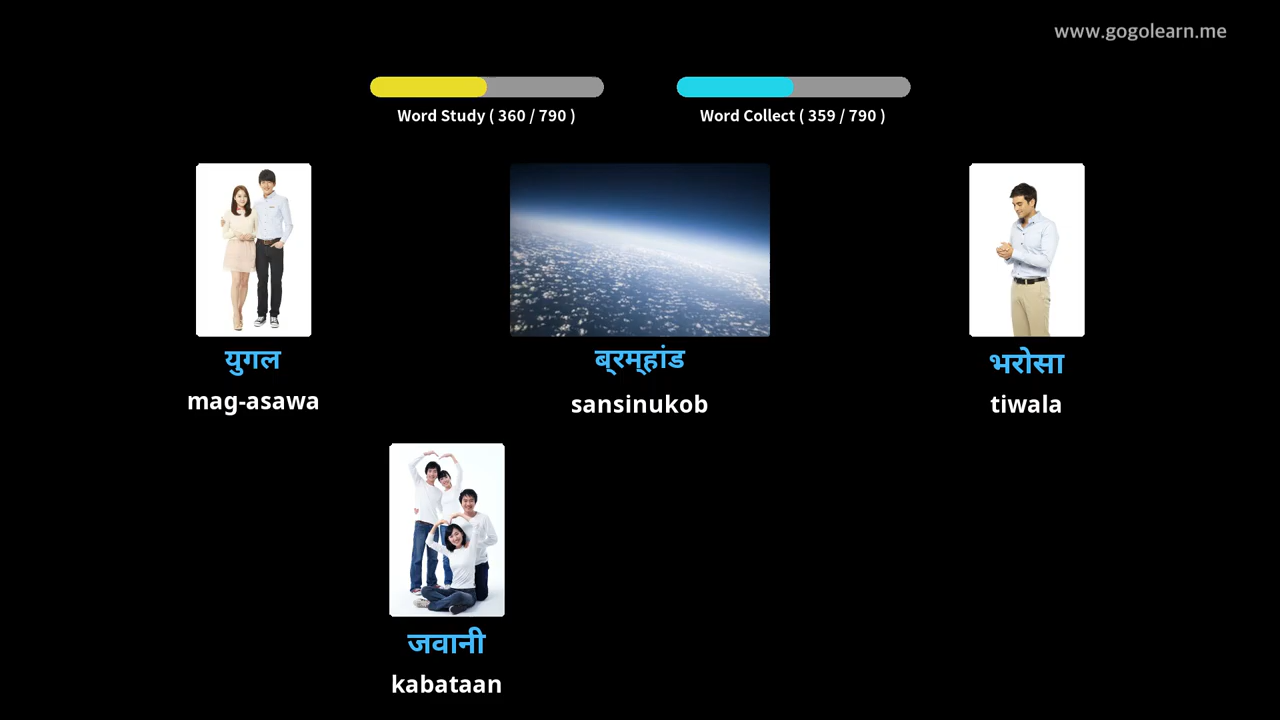 www.gogolearn.me
Word Study ( 360 / 790 )
Word Collect ( 359 / 790 )
युगल
ब्रम्हांड
भरोसा
mag-asawa
sansinukob
tiwala
जवानी
kabataan